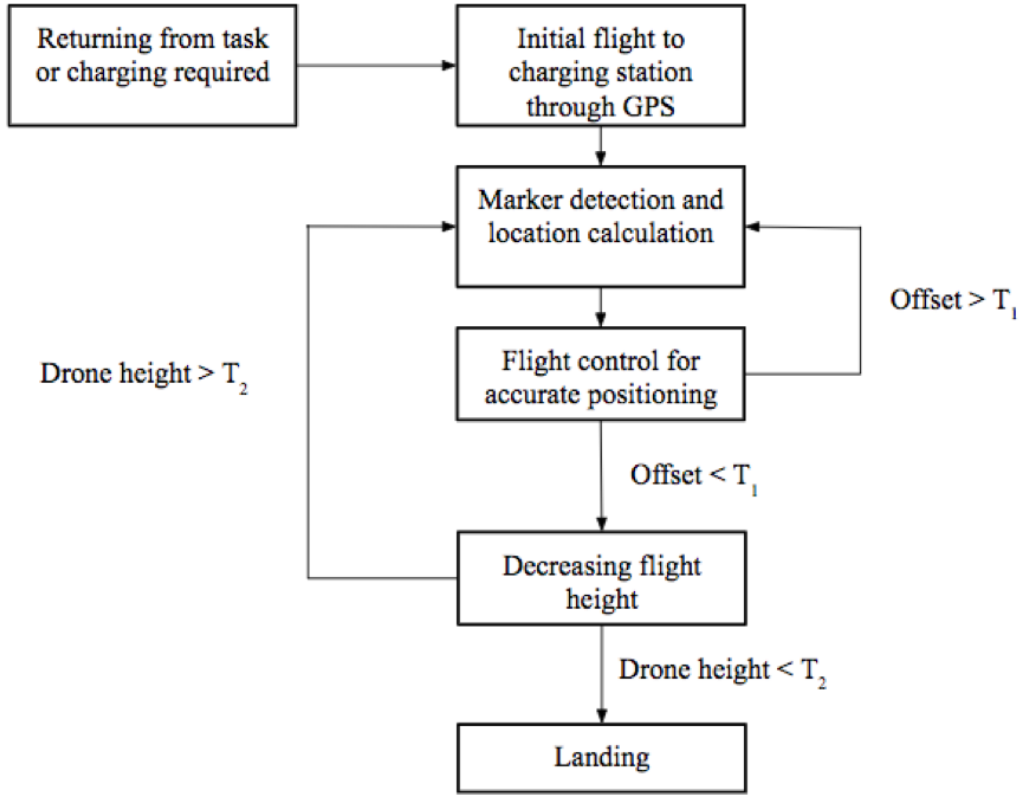 Returning from task
or charging required
Initial flight to
charging station
through GPS
Marker detection and
location calculation
Offset > T₁
Flight control for
accurate positioning
Drone height > T₂
Offset < T₁
Decreasing flight
height
Drone height < T₂
Landing